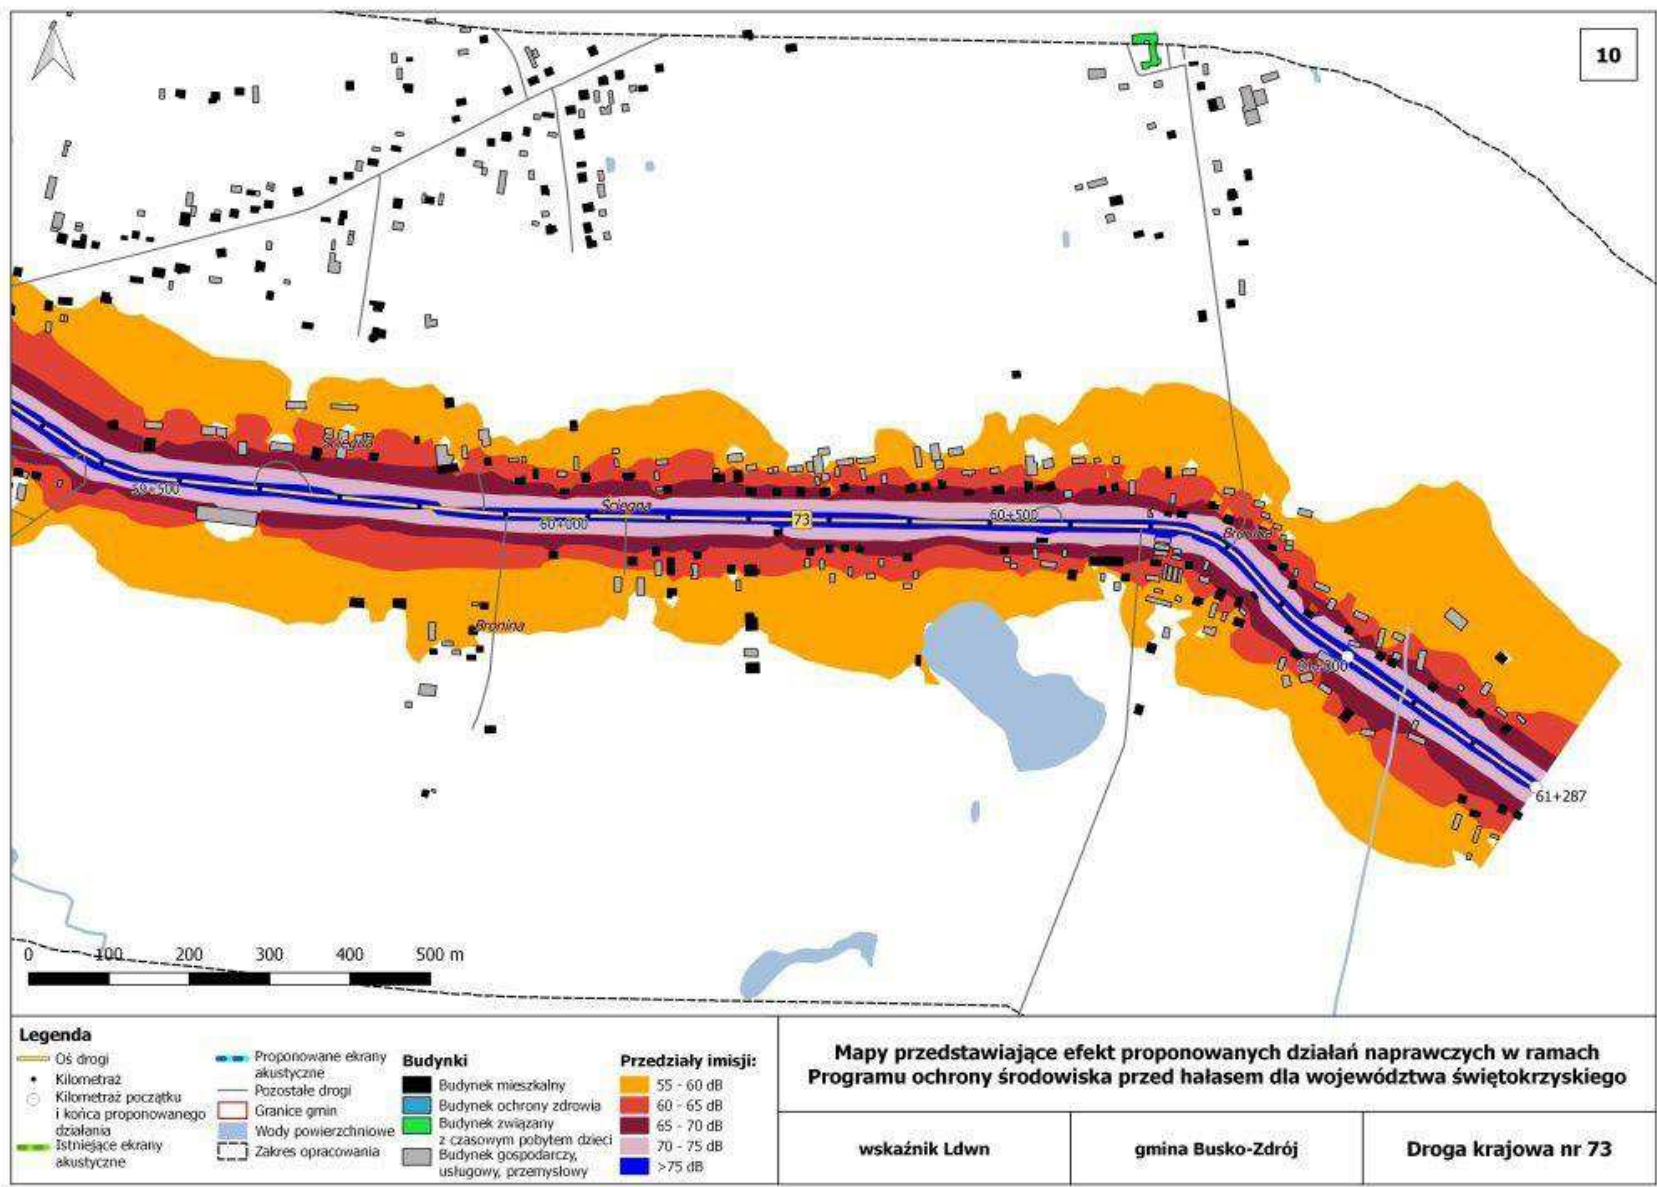 10
Ściegna
59+500
Ściegna
60+000
73
60+500
Bronina
Bronina
61+287
0 100 200 300 400 500 m
Legenda
Oś drogi
Kilometraż
Kilometraż początku
i końca proponowanego
działania
Istniejące ekrany
akustyczne
Proponowane ekrany
akustyczne
Pozostałe drogi
Granice gmin
Wody powierzchniowe
Zakres opracowania
Budynki
Budynek mieszkalny
Budynek ochrony zdrowia
Budynek związany
z czasowym pobytem dzieci
Budynek gospodarczy,
usługowy, przemysłowy
Przedziały imisji:
55 - 60 dB
60 - 65 dB
65 - 70 dB
70 - 75 dB
>75 dB
Mapy przedstawiające efekt proponowanych działań naprawczych w ramach
Programu ochrony środowiska przed hałasem dla województwa świętokrzyskiego
wskaźnik Ldwn
gmina Busko-Zdrój
Droga krajowa nr 73